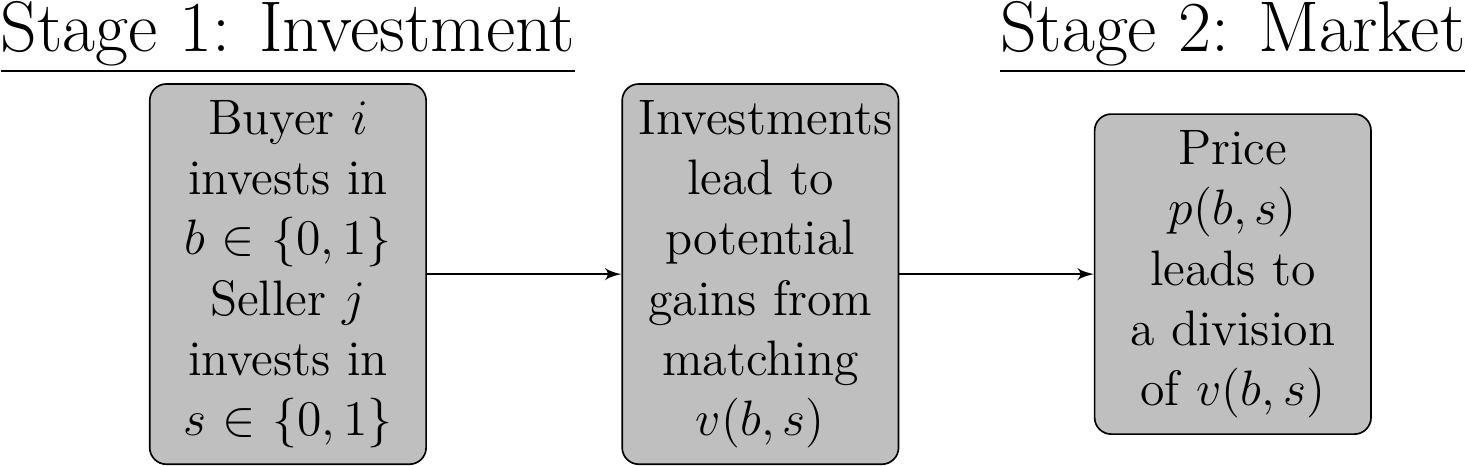 Stage 1: Investment
Buyer i
invests in
b ∈ {0, 1}
Seller j
invests in
s ∈ {0, 1}
Investments
lead to
potential
gains from
matching
v(b, s)
Stage 2: Market
Price
p(b, s)
leads to
a division
of v(b, s)